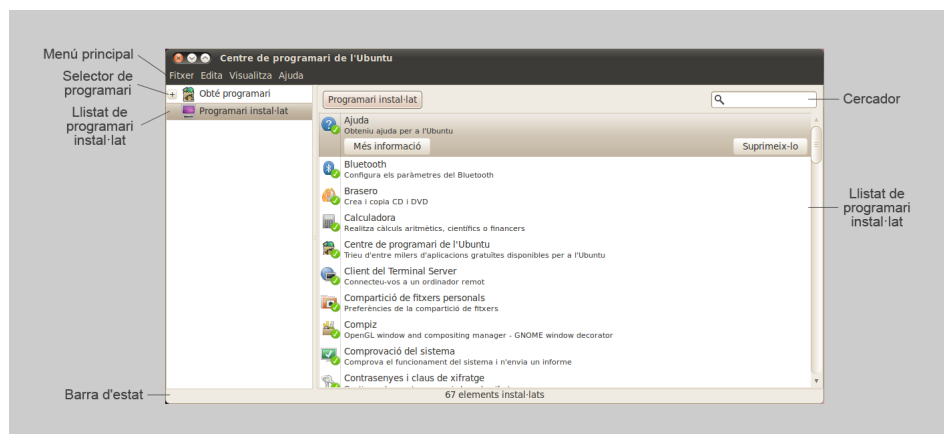 Menú principal
Selector de
programari
Llistat de
programari
instal·lat
Barra d'estat
Centre de programari de l'Ubuntu
Fitxer Edita Visualitza Ajuda
Obté programari
Programari instal·lat
Programari instal·lat
Cercador
Ajuda
Obteniu ajuda per a l'Ubuntu
Més informació
Suprimeix-lo
Bluetooth
Configura els paràmetres del Bluetooth
Brasero
Crea i copia CD i DVD
Calculadora
Realitza càlculs aritmètics, científics o financers
Centre de programari de l'Ubuntu
Trieu d'entre milers d'aplicacions gratuïtes disponibles per a l'Ubuntu
Client del Terminal Server
Connecteu-vos a un ordinador remot
Compartició de fitxers personals
Preferències de la compartició de fitxers
Compiz
OpenGL window and compositing manager - GNOME window decorator
Comprovació del sistema
Comprova el funcionament del sistema i n'envia un informe
Contrasenyes i claus de xifratge
Llistat de
programari
instal·lat
67 elements instal·lats